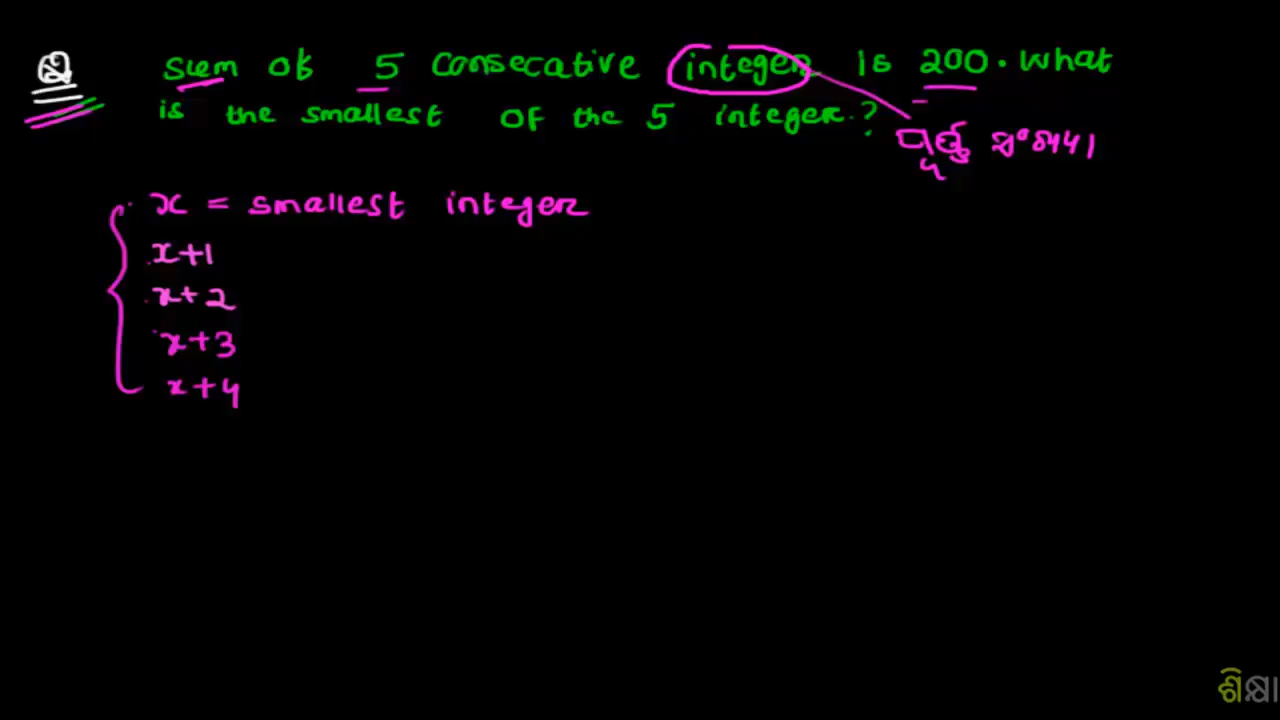 ପ୍ର
Sum of 5 consecative integer is 200. What
is the smallest of the 5 integer.?
ପୂର୍ଣ୍ଣ ସଂଖ୍ୟା
x = smallest integer
x+1
x+2
x+3
x+4
ଶିକ୍ଷା